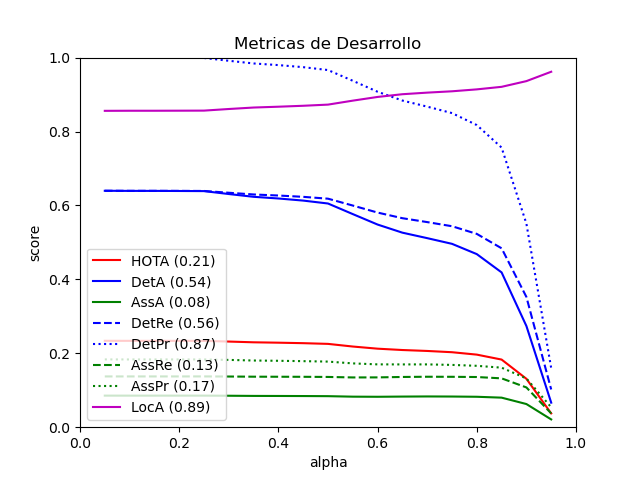 Metricas de Desarrollo
1.0
0.8
0.6
0.4
0.2
0.0
score
HOTA (0.21)
DetA (0.54)
AssA (0.08)
DetRe (0.56)
DetPr (0.87)
AssRe (0.13)
AssPr (0.17)
LocA (0.89)
0.0 0.2 0.4 0.6 0.8 1.0
alpha